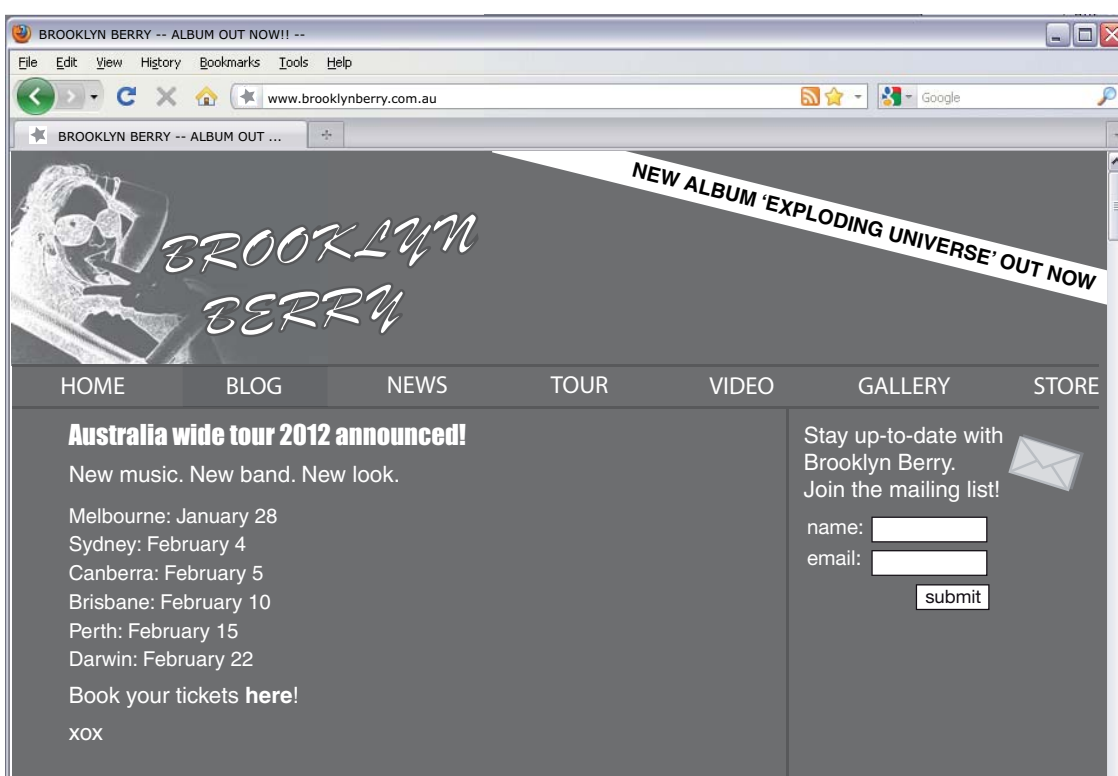 BROOKLYN BERRY -- ALBUM OUT NOW!! --
File Edit View History Bookmarks Tools Help
www.brooklynberry.com.au
Google
BROOKLYN BERRY -- ALBUM OUT ...
NEW ALBUM ‘EXPLODING UNIVERSE’ OUT NOW
BROOKLYN
BERRY
HOME BLOG NEWS TOUR VIDEO GALLERY STORE
Australia wide tour 2012 announced!
New music. New band. New look.
Melbourne: January 28
Sydney: February 4
Canberra: February 5
Brisbane: February 10
Perth: February 15
Darwin: February 22
Book your tickets here!
xox
Stay up-to-date with
Brooklyn Berry.
Join the mailing list!
name:
email:
submit